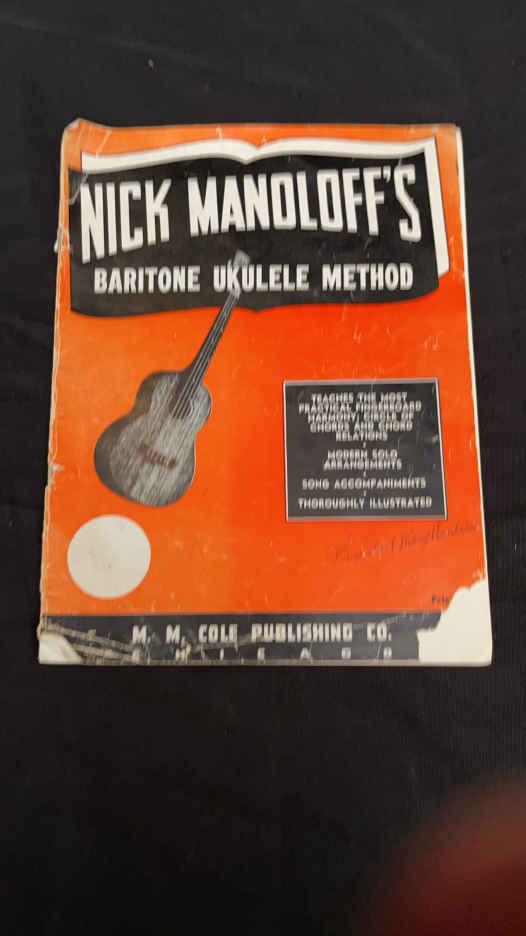 NICK MANOLOFF'S
BARITONE UKULELE METHOD
TEACHES THE MOST
PRACTICAL FINGERBOARD
HARMONY, CIRCLE OF
CHORDS AND CHORD
RELATIONS
MODERN SOLO
ARRANGEMENTS
SONG ACCOMPANIMENTS
THOROUGHLY ILLUSTRATED
M. M. COLE PUBLISHING CO.
CHICAGO